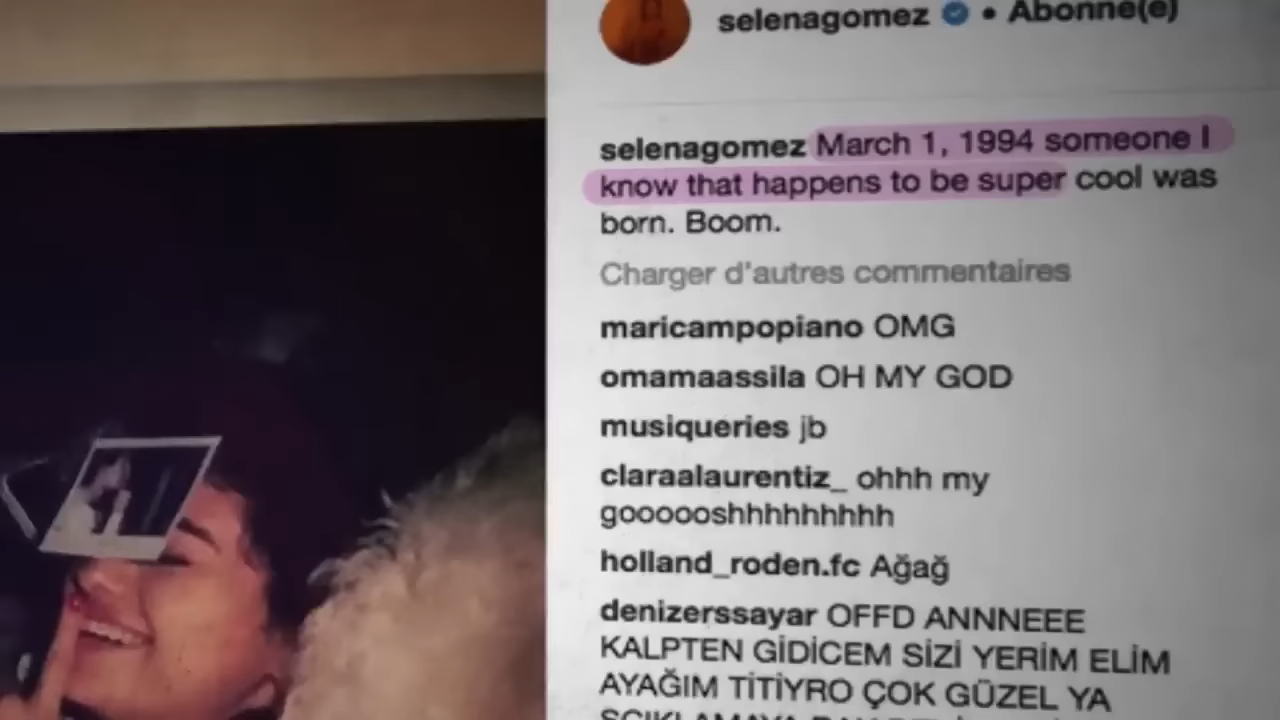 selenagomez • Abonné(e)
selenagomez March 1, 1994 someone I
know that happens to be super cool was
born. Boom.
Charger d'autres commentaires
maricampopiano OMG
omamaassila OH MY GOD
musiqueries jb
claraalaurentiz_ ohhh my
goooooshhhhhhhhhh
holland_roden.fc Ağağ
denizerssayar OFFD ANNNEEE
KALPTEN GİDİCEM SİZİ YERİM ELİM
AYAĞIM TİTİYRO ÇOK GÜZEL YA